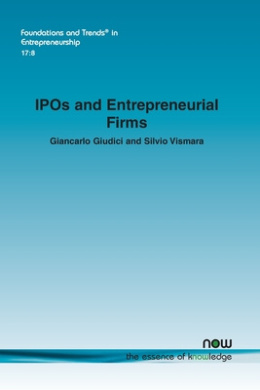 Foundations and Trends® in
Entrepreneurship
17:8
IPOs and Entrepreneurial
Firms
Giancarlo Giudici and Silvio Vismara
now
the essence of knowledge